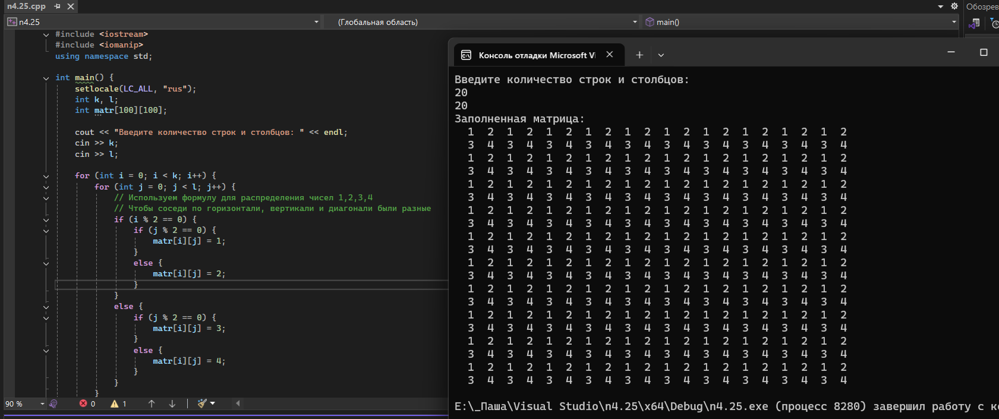 n4.25.cpp
Обозрев
n4.25
(Глобальная область)
main()
#include <iostream>
#include <iomanip>
using namespace std;
int main() {
setlocale(LC_ALL, "rus");
int k, l;
int matr[100][100];
cout << "Введите количество строк и столбцов: " << endl;
cin >> k;
cin >> l;
for (int i = 0; i < k; i++) {
for (int j = 0; j < l; j++) {
// Используем формулу для распределения чисел 1,2,3,4
// Чтобы соседи по горизонтали, вертикали и диагонали были разные
if (i % 2 == 0) {
if (j % 2 == 0) {
matr[i][j] = 1;
}
else {
matr[i][j] = 2;
}
}
else {
if (j % 2 == 0) {
matr[i][j] = 3;
}
else {
matr[i][j] = 4;
}
}
}
90 %
0
1
Консоль отладки Microsoft Vi
Введите количество строк и столбцов:
20
20
Заполненная матрица:
1 2 1 2 1 2 1 2 1 2 1 2 1 2 1 2 1 2 1 2
3 4 3 4 3 4 3 4 3 4 3 4 3 4 3 4 3 4 3 4
1 2 1 2 1 2 1 2 1 2 1 2 1 2 1 2 1 2 1 2
3 4 3 4 3 4 3 4 3 4 3 4 3 4 3 4 3 4 3 4
1 2 1 2 1 2 1 2 1 2 1 2 1 2 1 2 1 2 1 2
3 4 3 4 3 4 3 4 3 4 3 4 3 4 3 4 3 4 3 4
1 2 1 2 1 2 1 2 1 2 1 2 1 2 1 2 1 2 1 2
3 4 3 4 3 4 3 4 3 4 3 4 3 4 3 4 3 4 3 4
1 2 1 2 1 2 1 2 1 2 1 2 1 2 1 2 1 2 1 2
3 4 3 4 3 4 3 4 3 4 3 4 3 4 3 4 3 4 3 4
1 2 1 2 1 2 1 2 1 2 1 2 1 2 1 2 1 2 1 2
3 4 3 4 3 4 3 4 3 4 3 4 3 4 3 4 3 4 3 4
1 2 1 2 1 2 1 2 1 2 1 2 1 2 1 2 1 2 1 2
3 4 3 4 3 4 3 4 3 4 3 4 3 4 3 4 3 4 3 4
1 2 1 2 1 2 1 2 1 2 1 2 1 2 1 2 1 2 1 2
3 4 3 4 3 4 3 4 3 4 3 4 3 4 3 4 3 4 3 4
1 2 1 2 1 2 1 2 1 2 1 2 1 2 1 2 1 2 1 2
3 4 3 4 3 4 3 4 3 4 3 4 3 4 3 4 3 4 3 4
1 2 1 2 1 2 1 2 1 2 1 2 1 2 1 2 1 2 1 2
3 4 3 4 3 4 3 4 3 4 3 4 3 4 3 4 3 4 3 4
E:\_Паша\Visual Studio\n4.25\x64\Debug\n4.25.exe (процесс 8280) завершил работу с